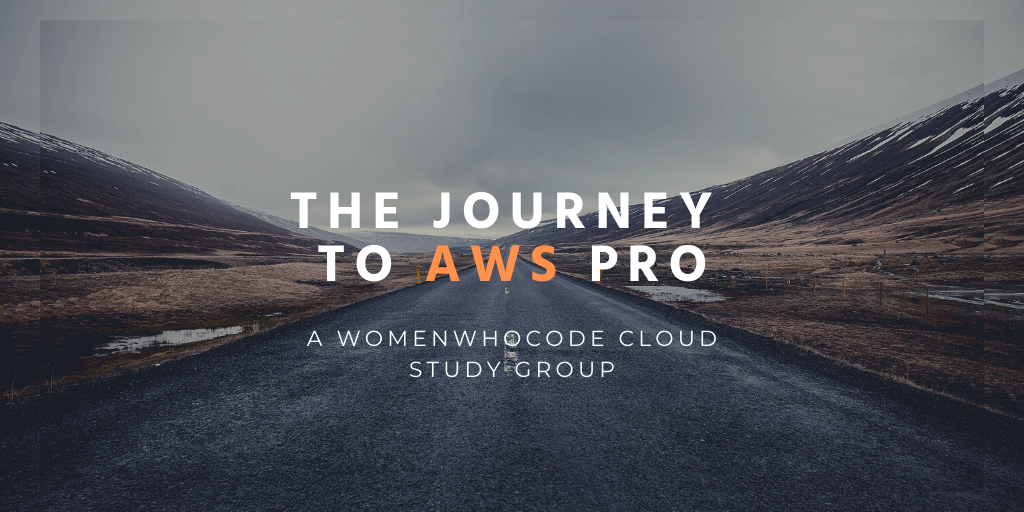 THE JOURNEY
TO AWS PRO
A WOMENWHOCODE CLOUD
STUDY GROUP